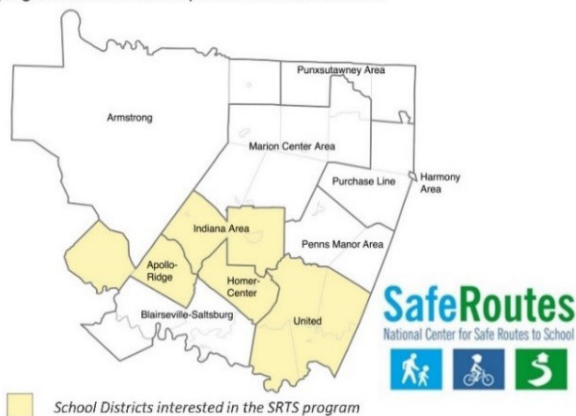 Punxsutawney Area
Armstrong
Marion Center Area
Purchase Line
Harmony
Area
Indiana Area
Penns Manor Area
Apollo-
Ridge
Homer-
Center
Blairseville-Saltsburg
United
SafeRoutes
National Center for Safe Routes to School
School Districts interested in the SRTS program